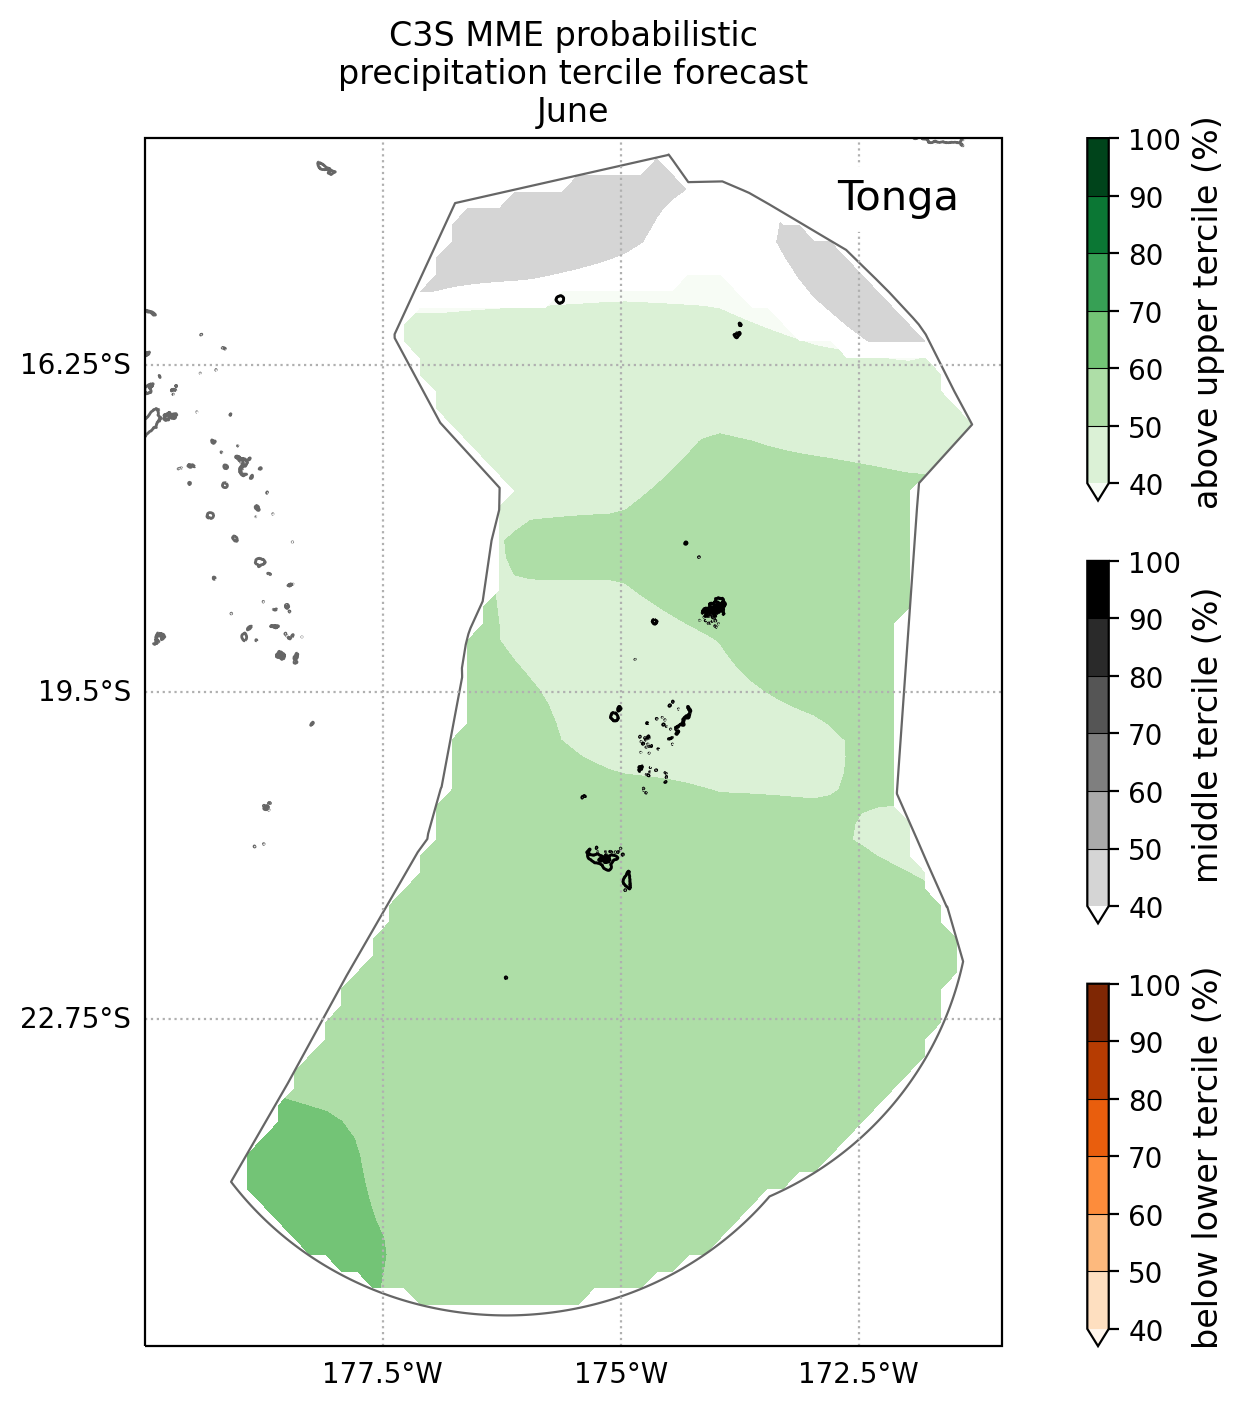 C3S MME probabilistic
precipitation tercile forecast
June
Tonga
16.25°S
19.5°S
22.75°S
177.5°W
175°W
172.5°W
100
90
80
70
60
50
40
above upper tercile (%)
100
90
80
70
60
50
40
middle tercile (%)
100
90
80
70
60
50
40
below lower tercile (%)